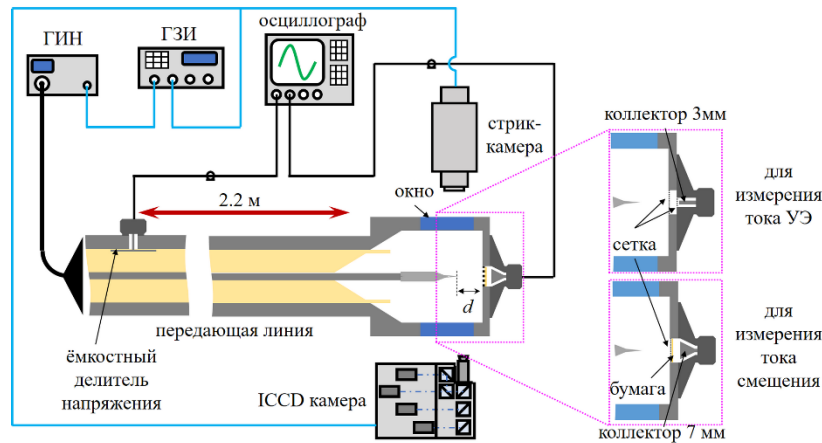 осциллограф
ГИН
ГЗИ
стрик-
камера
коллектор 3мм
для
измерения
тока УЭ
окно
2.2 м
сетка
d
передающая линия
для
измерения
тока
смещения
ёмкостный
делитель
напряжения
ICCD камера
бумага
коллектор 7 мм